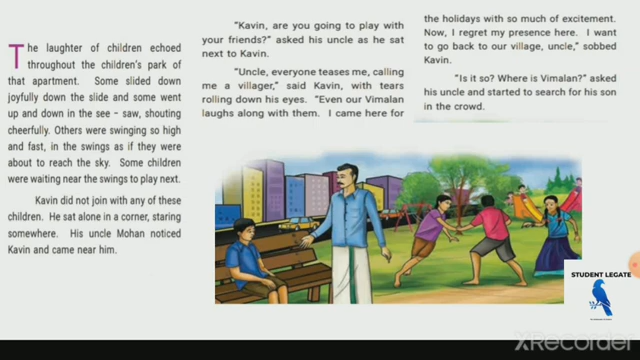 The laughter of children echoed
throughout the children's park of
that apartment. Some slided down
joyfully down the slide and some went
up and down in the see - saw, shouting
cheerfully. Others were swinging so high
and fast, in the swings as if they were
about to reach the sky. Some children
were waiting near the swings to play next.
Kavin did not join with any of these
children. He sat alone in a corner, staring
somewhere. His uncle Mohan noticed
Kavin and came near him.
"Kavin, are you going to play with
your friends?" asked his uncle as he sat
next to Kavin.
"Uncle, everyone teases me, calling
me a villager," said Kavin, with tears
rolling down his eyes. "Even our Vimalan
laughs along with them. I came here for
the holidays with so much of excitement.
Now, I regret my presence here. I want
to go back to our village, uncle," sobbed
Kavin.
"Is it so? Where is Vimalan?" asked
his uncle and started to search for his son
in the crowd.
STUDENT LEGATE
XRecorder